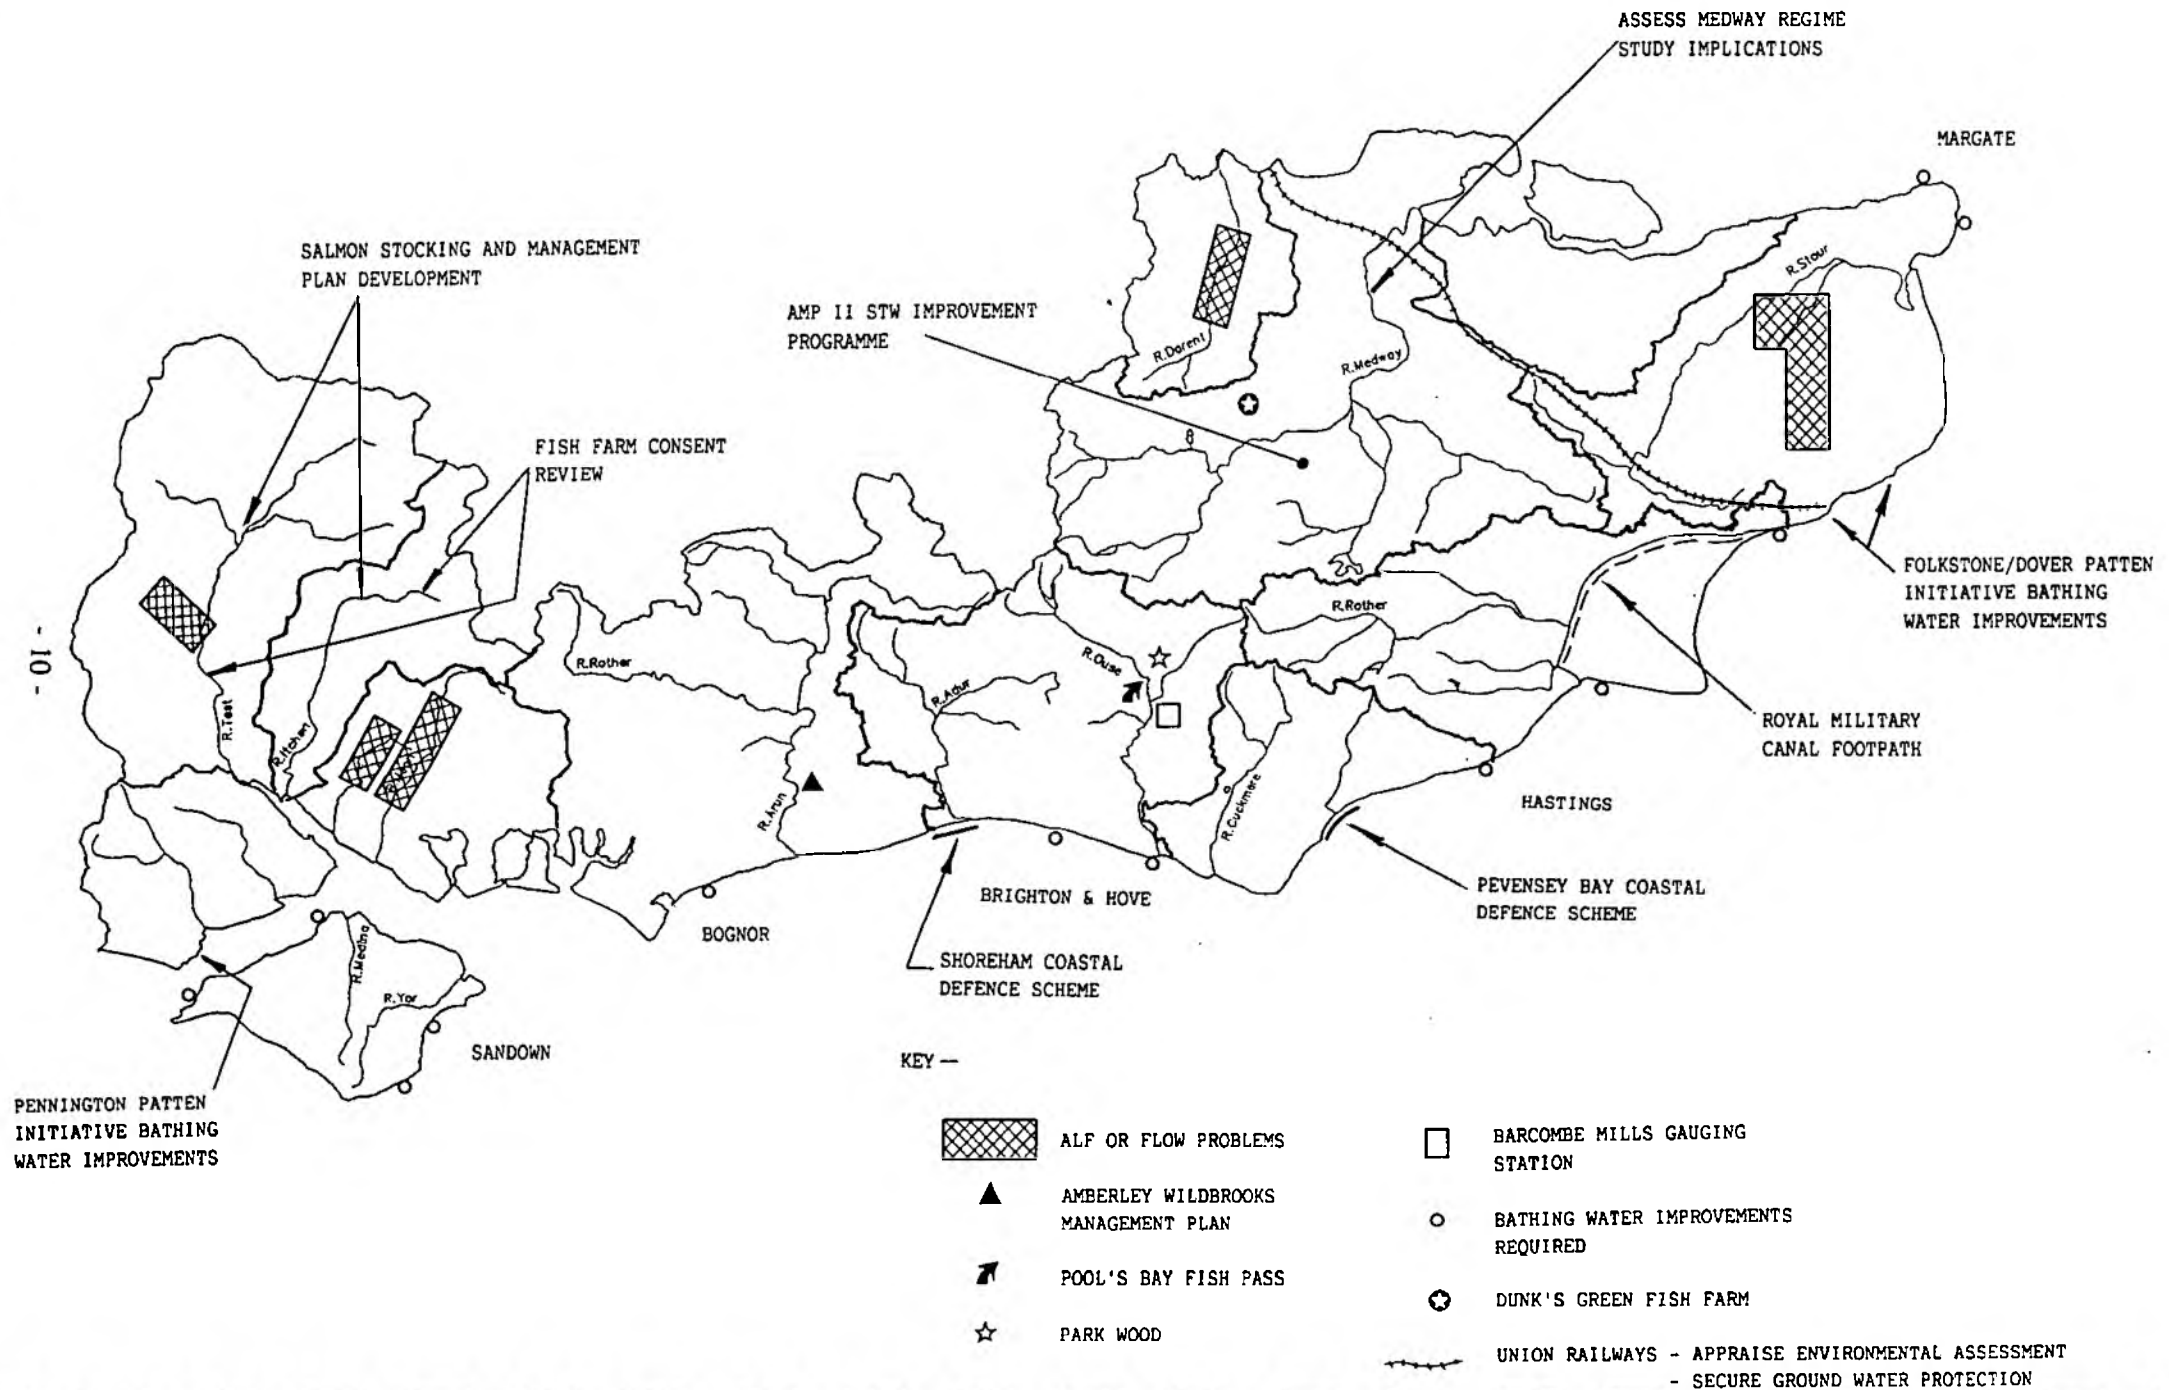 ASSESS MEDWAY REGIME
STUDY IMPLICATIONS
MARGATE
SALMON STOCKING AND MANAGEMENT
PLAN DEVELOPMENT
AMP II STW IMPROVEMENT
PROGRAMME
FISH FARM CONSENT
REVIEW
R.Stour
R.Darent
R.Medway
FOLKSTONE/DOVER PATTEN
INITIATIVE BATHING
WATER IMPROVEMENTS
R.Rother
R.Rother
R.Ouse
R.Adur
R.Test
R.Itchen
R.Arun
R.Cuckmere
ROYAL MILITARY
CANAL FOOTPATH
HASTINGS
PEVENSEY BAY COASTAL
DEFENCE SCHEME
BRIGHTON & HOVE
BOGNOR
SHOREHAM COASTAL
DEFENCE SCHEME
R.Medina
R.Yar
SANDOWN
PENNINGTON PATTEN
INITIATIVE BATHING
WATER IMPROVEMENTS
KEY —
ALF OR FLOW PROBLEMS
AMBERLEY WILDBROOKS
MANAGEMENT PLAN
POOL'S BAY FISH PASS
PARK WOOD
BARCOMBE MILLS GAUGING
STATION
BATHING WATER IMPROVEMENTS
REQUIRED
DUNK'S GREEN FISH FARM
UNION RAILWAYS - APPRAISE ENVIRONMENTAL ASSESSMENT
- SECURE GROUND WATER PROTECTION
- 10 -